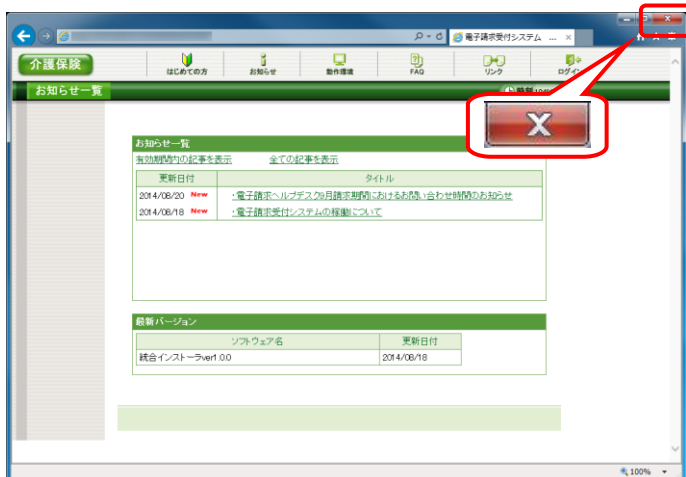 電子請求受付システム ... ×
介護保険
はじめての方 お知らせ 動作環境 FAQ リンク
お知らせ一覧
お知らせ一覧
有効期間内の記事を表示 全ての記事を表示
更新日付 タイトル
2014/08/20 New ・電子請求ヘルプデスク9月請求期間におけるお問い合わせ時間のお知らせ
2014/08/18 New ・電子請求受付システムの稼働について
最新バージョン
ソフトウェア名 更新日付
統合インストーラver1.0.0 2014/08/18
100%